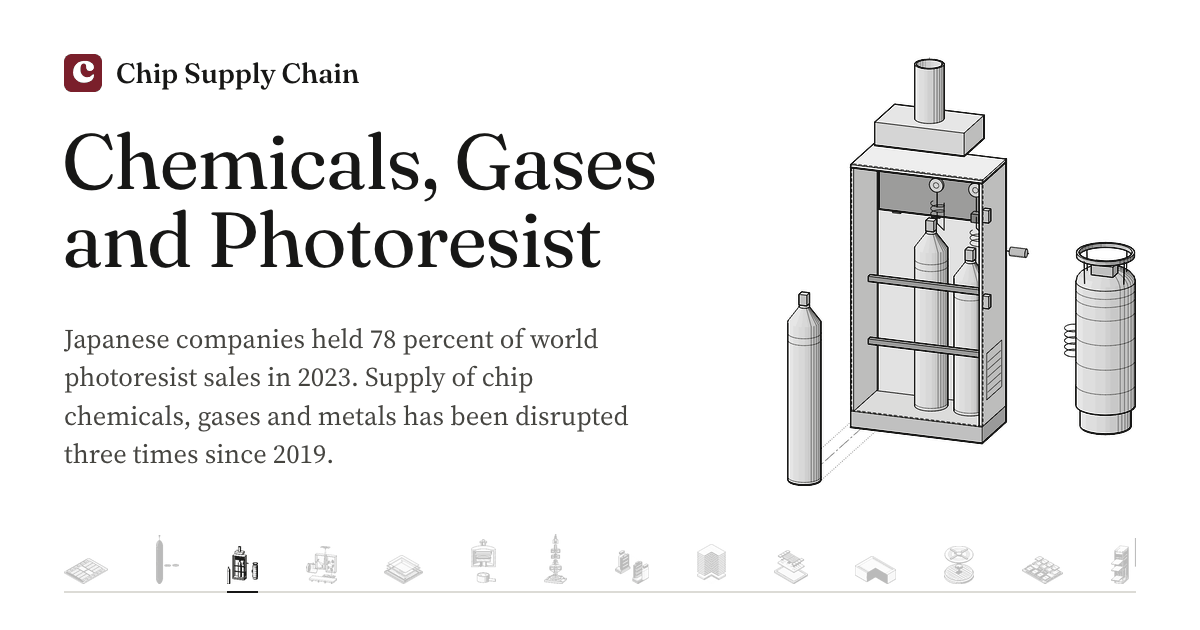 c Chip Supply Chain
Chemicals, Gases
and Photoresist
Japanese companies held 78 percent of world
photoresist sales in 2023. Supply of chip
chemicals, gases and metals has been disrupted
three times since 2019.